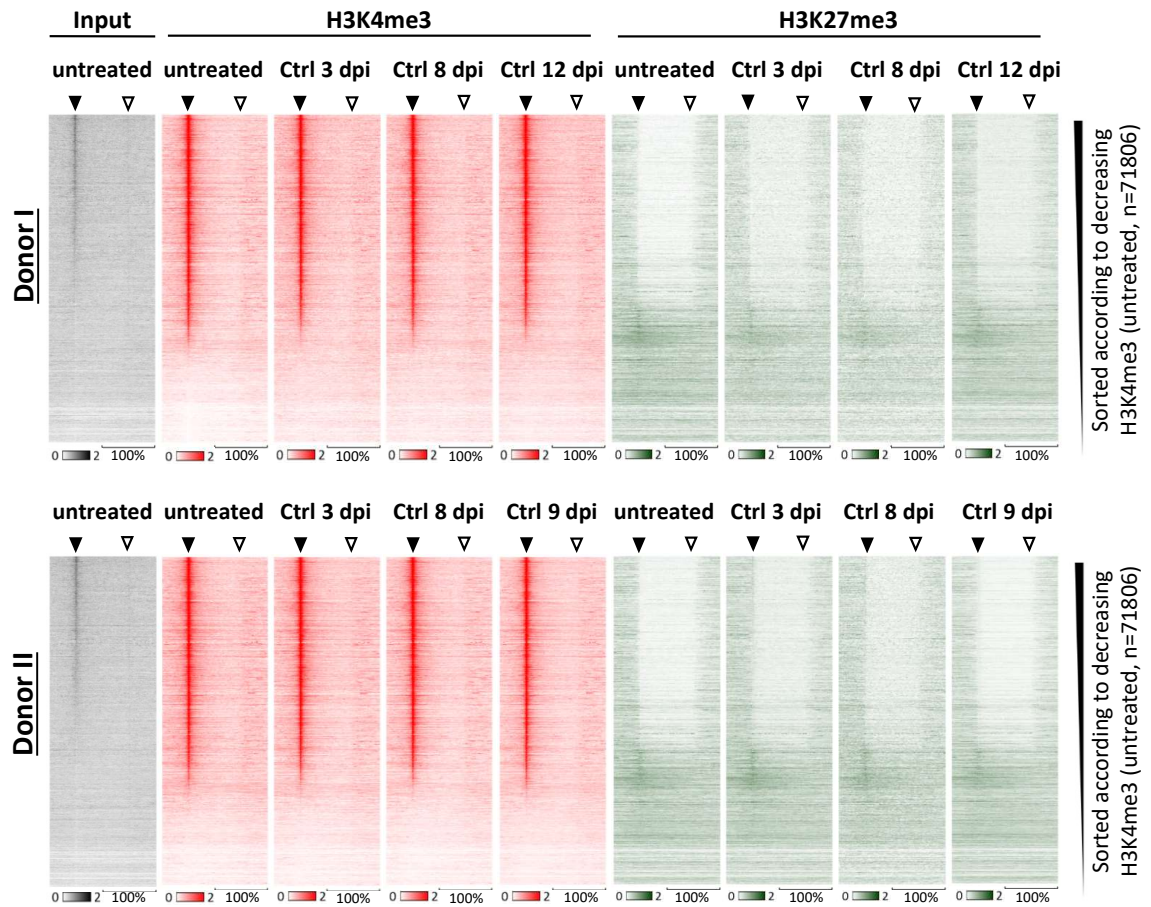 Input H3K4me3 H3K27me3
untreated untreated Ctrl 3 dpi Ctrl 8 dpi Ctrl 12 dpi untreated Ctrl 3 dpi Ctrl 8 dpi Ctrl 12 dpi
Donor I
Sorted according to decreasing
H3K4me3 (untreated, n=71806)
0 2 100% 0 2 100% 0 2 100% 0 2 100% 0 2 100% 0 2 100% 0 2 100% 0 2 100% 0 2 100%
untreated untreated Ctrl 3 dpi Ctrl 8 dpi Ctrl 9 dpi untreated Ctrl 3 dpi Ctrl 8 dpi Ctrl 9 dpi
Donor II
Sorted according to decreasing
H3K4me3 (untreated, n=71806)
0 2 100% 0 2 100% 0 2 100% 0 2 100% 0 2 100% 0 2 100% 0 2 100% 0 2 100% 0 2 100%